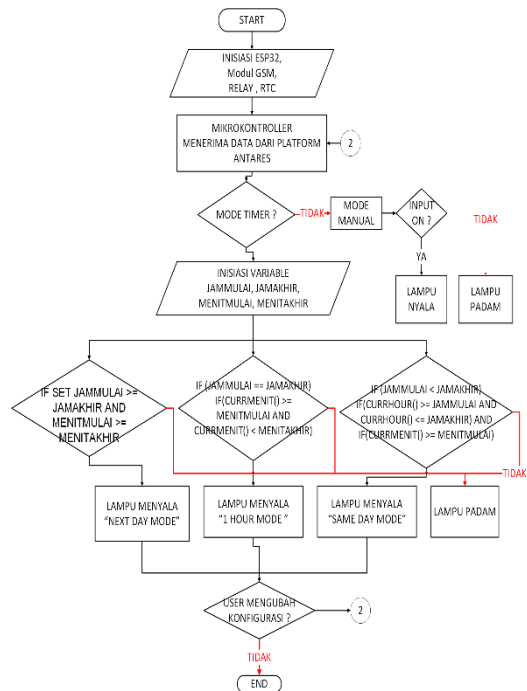 START
INISIASI ESP32,
Modul GSM,
RELAY , RTC
MIKROKONTROLLER
MENERIMA DATA DARI PLATFORM
ANTARES
2
MODE TIMER ?
TIDAK
MODE
MANUAL
INPUT
ON ?
TIDAK
YA
LAMPU
NYALA
LAMPU
PADAM
INISIASI VARIABLE
JAMMULAI, JAMAKHIR,
MENITMULAI, MENITAKHIR
IF SET JAMMULAI >=
JAMAKHIR AND
MENITMULAI >=
MENITAKHIR
IF (JAMMULAI == JAMAKHIR)
IF(CURRMENIT() >=
MENITMULAI AND
CURRMENIT() < MENITAKHIR)
IF (JAMMULAI < JAMAKHIR)
IF(CURRHOUR() >= JAMMULAI AND
CURRHOUR() <= JAMAKHIR) AND
IF(CURRMENIT() >= MENITMULAI)
TIDAK
LAMPU MENYALA
“NEXT DAY MODE”
LAMPU MENYALA
“1 HOUR MODE ”
LAMPU MENYALA
“SAME DAY MODE”
LAMPU PADAM
USER MENGUBAH
KONFIGURASI ?
2
TIDAK
END